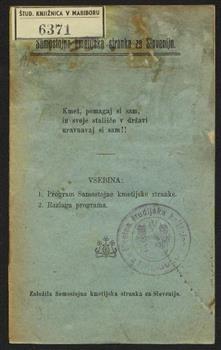 ŠTUD. KNJIŽNICA V MARIBORU
6371
Samostojna kmetijska stranka za Slovenijo.
Kmet, pomagaj si sam,
in svoje stališče v državi
uravnavaj si sam!!
VSEBINA:
1. Program Samostojne kmetijske stranke.
2. Razlaga programa.
študijska
Založila Samostojna kmetijska stranka za Slovenijo.